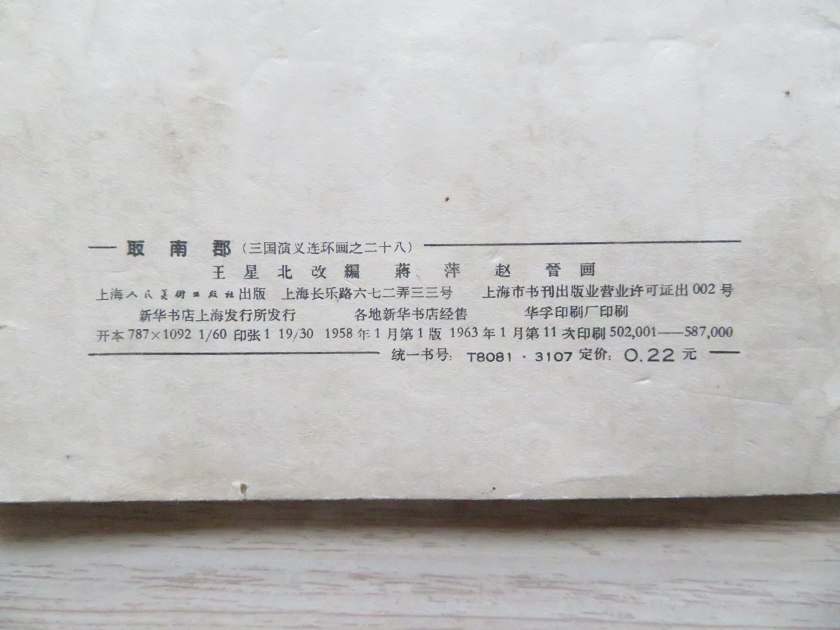 取南郡(三国演义连环画之二十八)
王星北改編 蔣萍 赵晉画
上海人民美術出版社出版 上海长乐路六七二弄三三号 上海市书刊出版业营业许可证出002号
新华书店上海发行所发行 各地新华书店经售 华孚印刷厂印刷
开本787×1092 1/60 印张1 19/30 1958年1月第1版 1963年1月第11次印刷 502,001—587,000
统一书号:T8081·3107 定价:0.22元